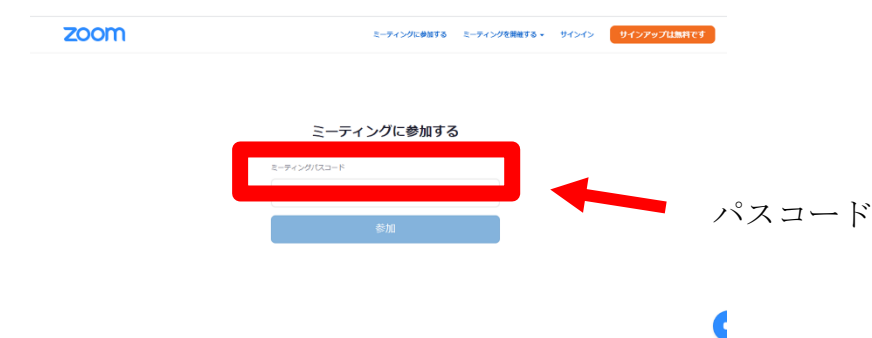 zoom
ミーティングに参加する ミーティングを開催する サインイン サインアップは無料です
ミーティングに参加する
ミーティングパスコード
参加
パスコード